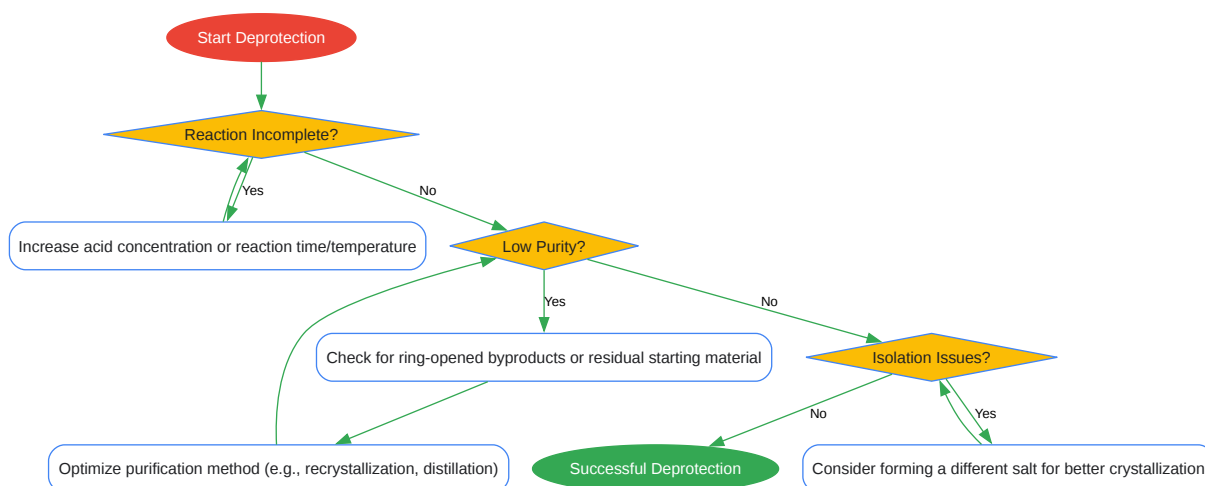 Start Deprotection
Reaction Incomplete?
Yes
No
Increase acid concentration or reaction time/temperature
Low Purity?
Yes
No
Check for ring-opened byproducts or residual starting material
Isolation Issues?
No
Yes
Optimize purification method (e.g., recrystallization, distillation)
Successful Deprotection
Consider forming a different salt for better crystallization